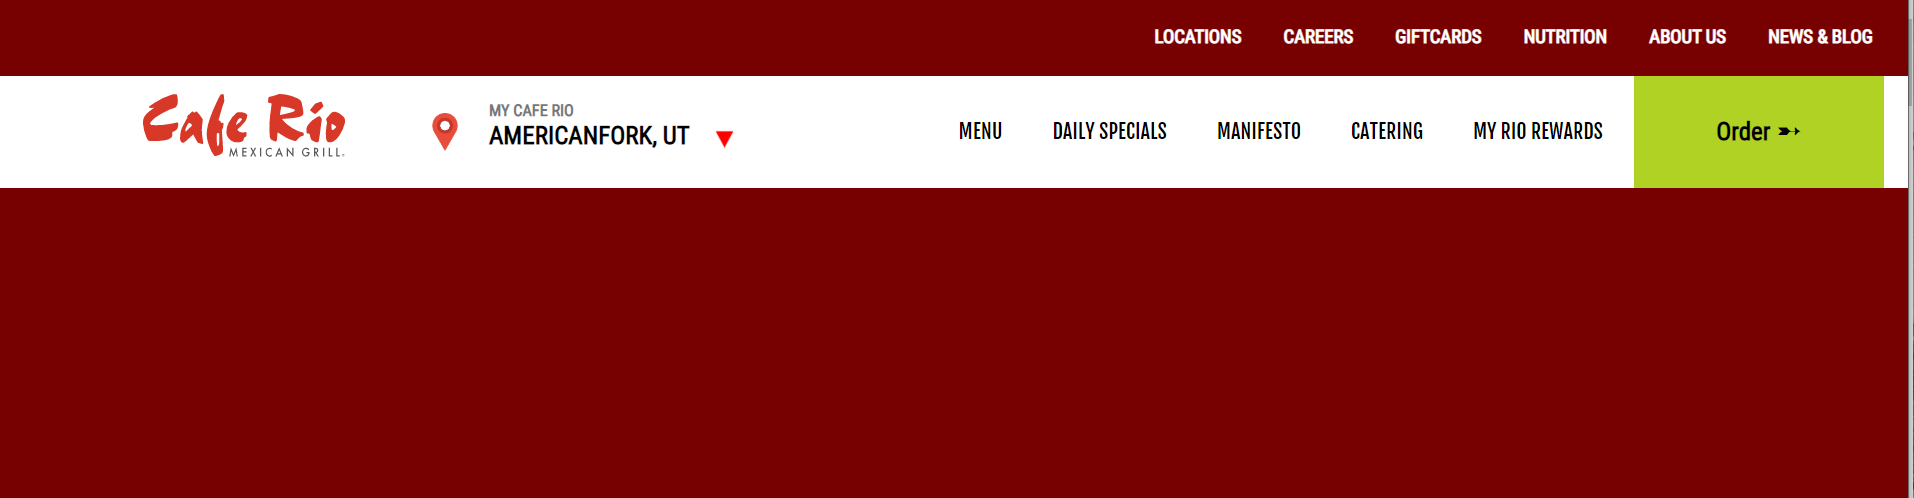 LOCATIONS CAREERS GIFTCARDS NUTRITION ABOUT US NEWS & BLOG
Cafe Rio
MEXICAN GRILL
MY CAFE RIO
AMERICANFORK, UT
MENU DAILY SPECIALS MANIFESTO CATERING MY RIO REWARDS Order